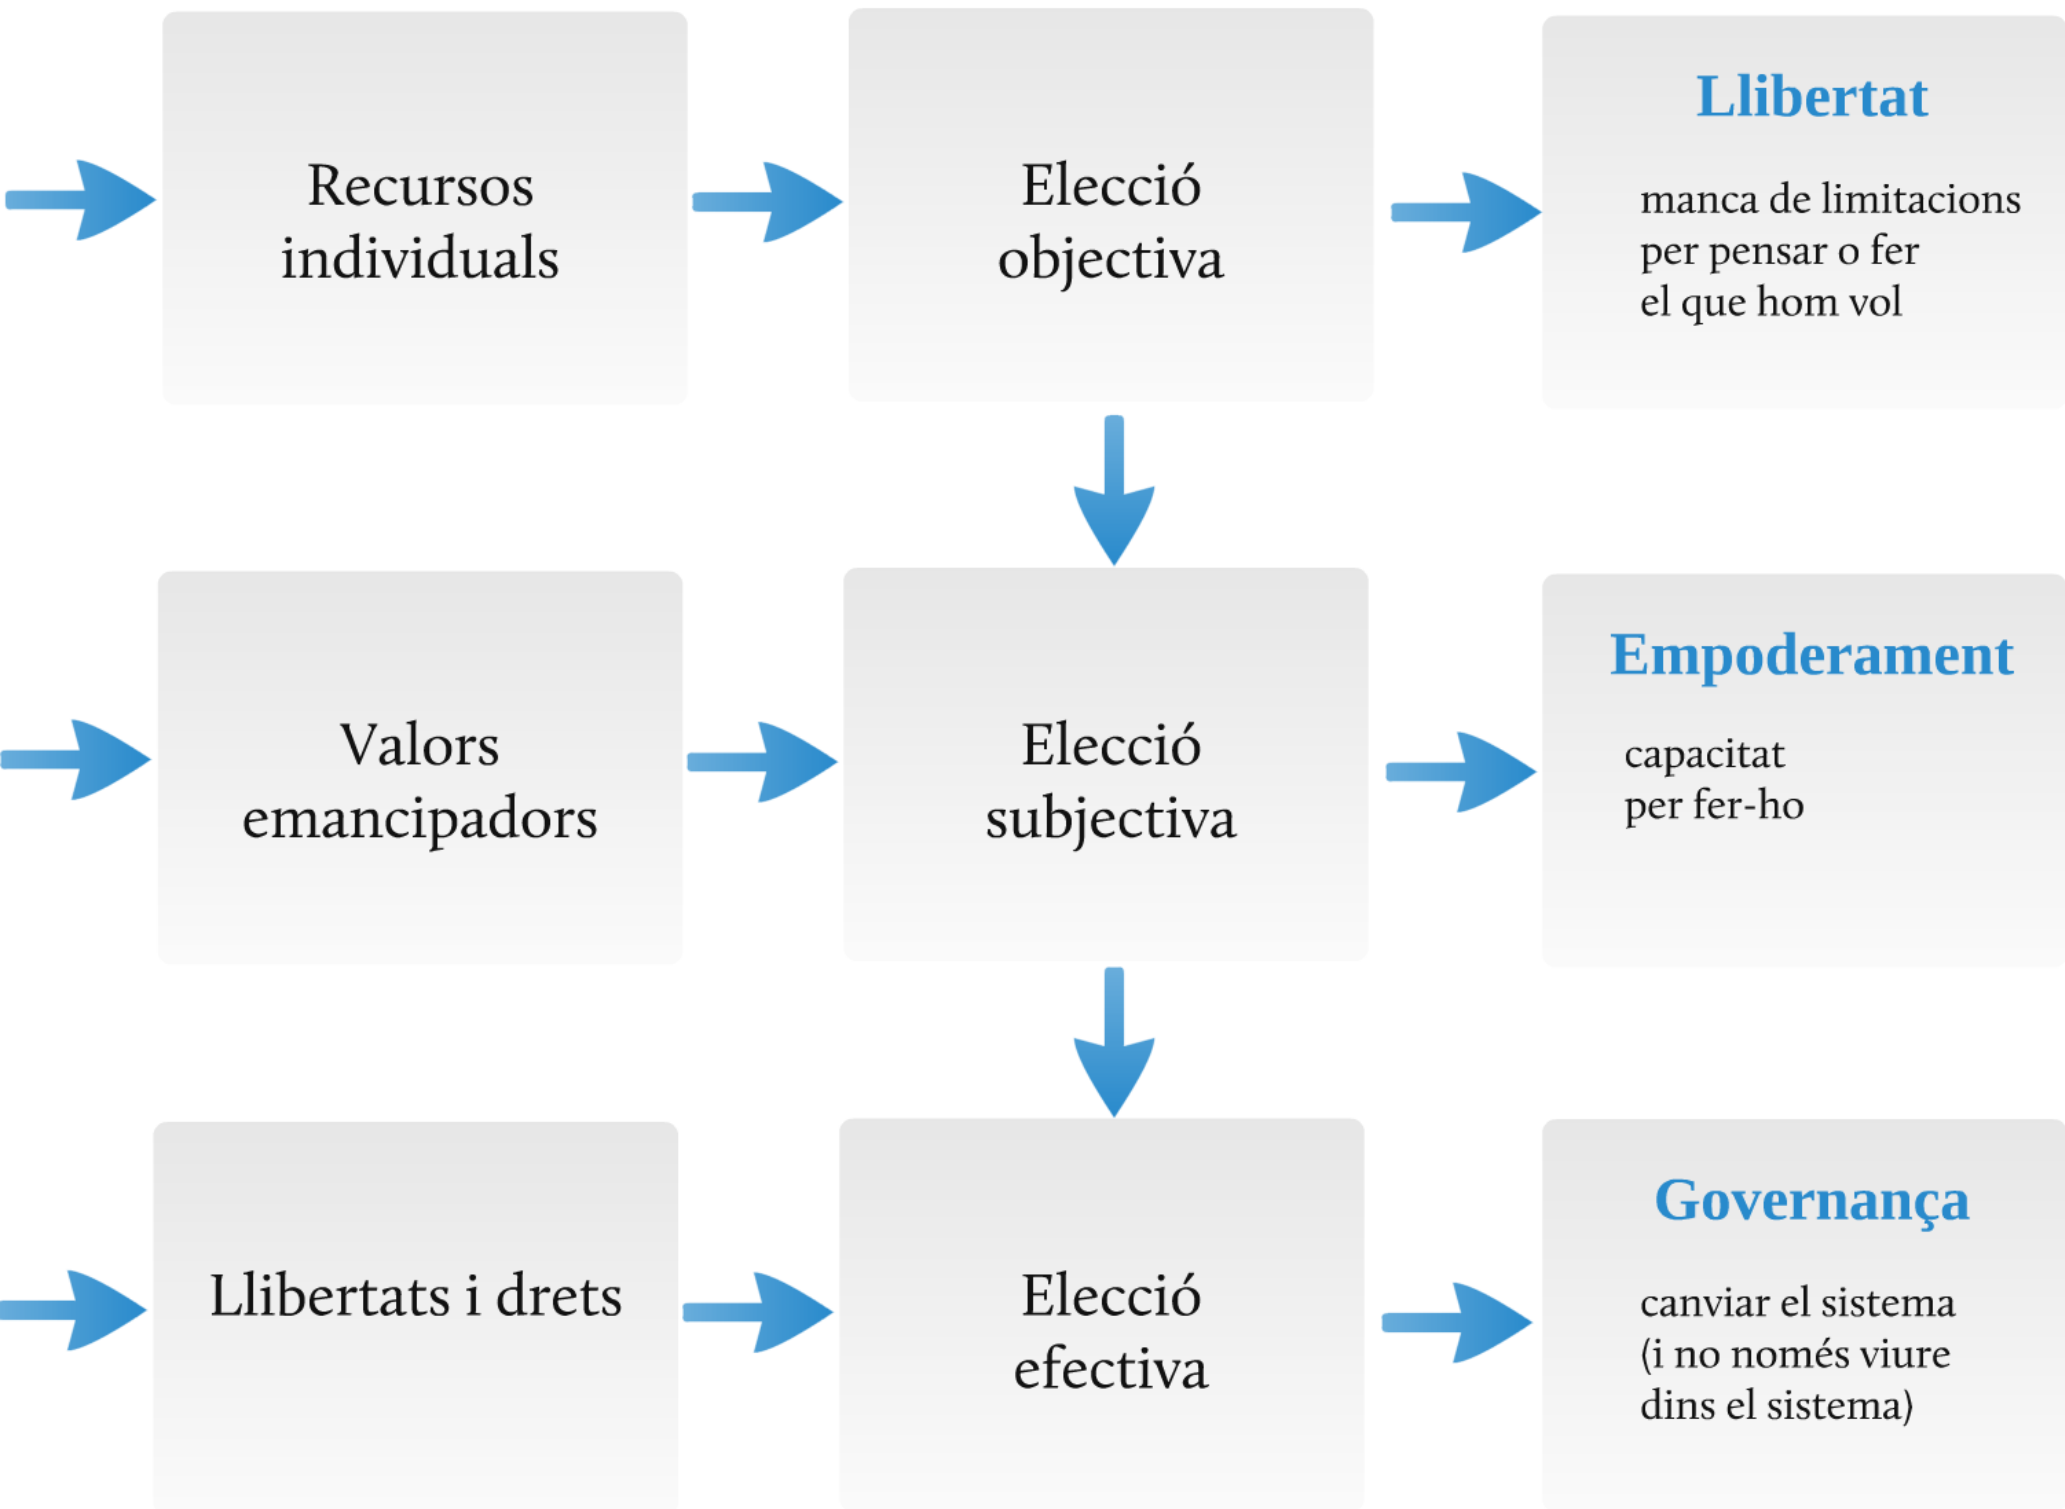 Recursos
individuals
Elecció
objectiva
Llibertat
manca de limitacions
per pensar o fer
el que hom vol
Valors
emancipadors
Elecció
subjectiva
Empoderament
capacitat
per fer-ho
Llibertats i drets
Elecció
efectiva
Governança
canviar el sistema
(i no només viure
dins el sistema)